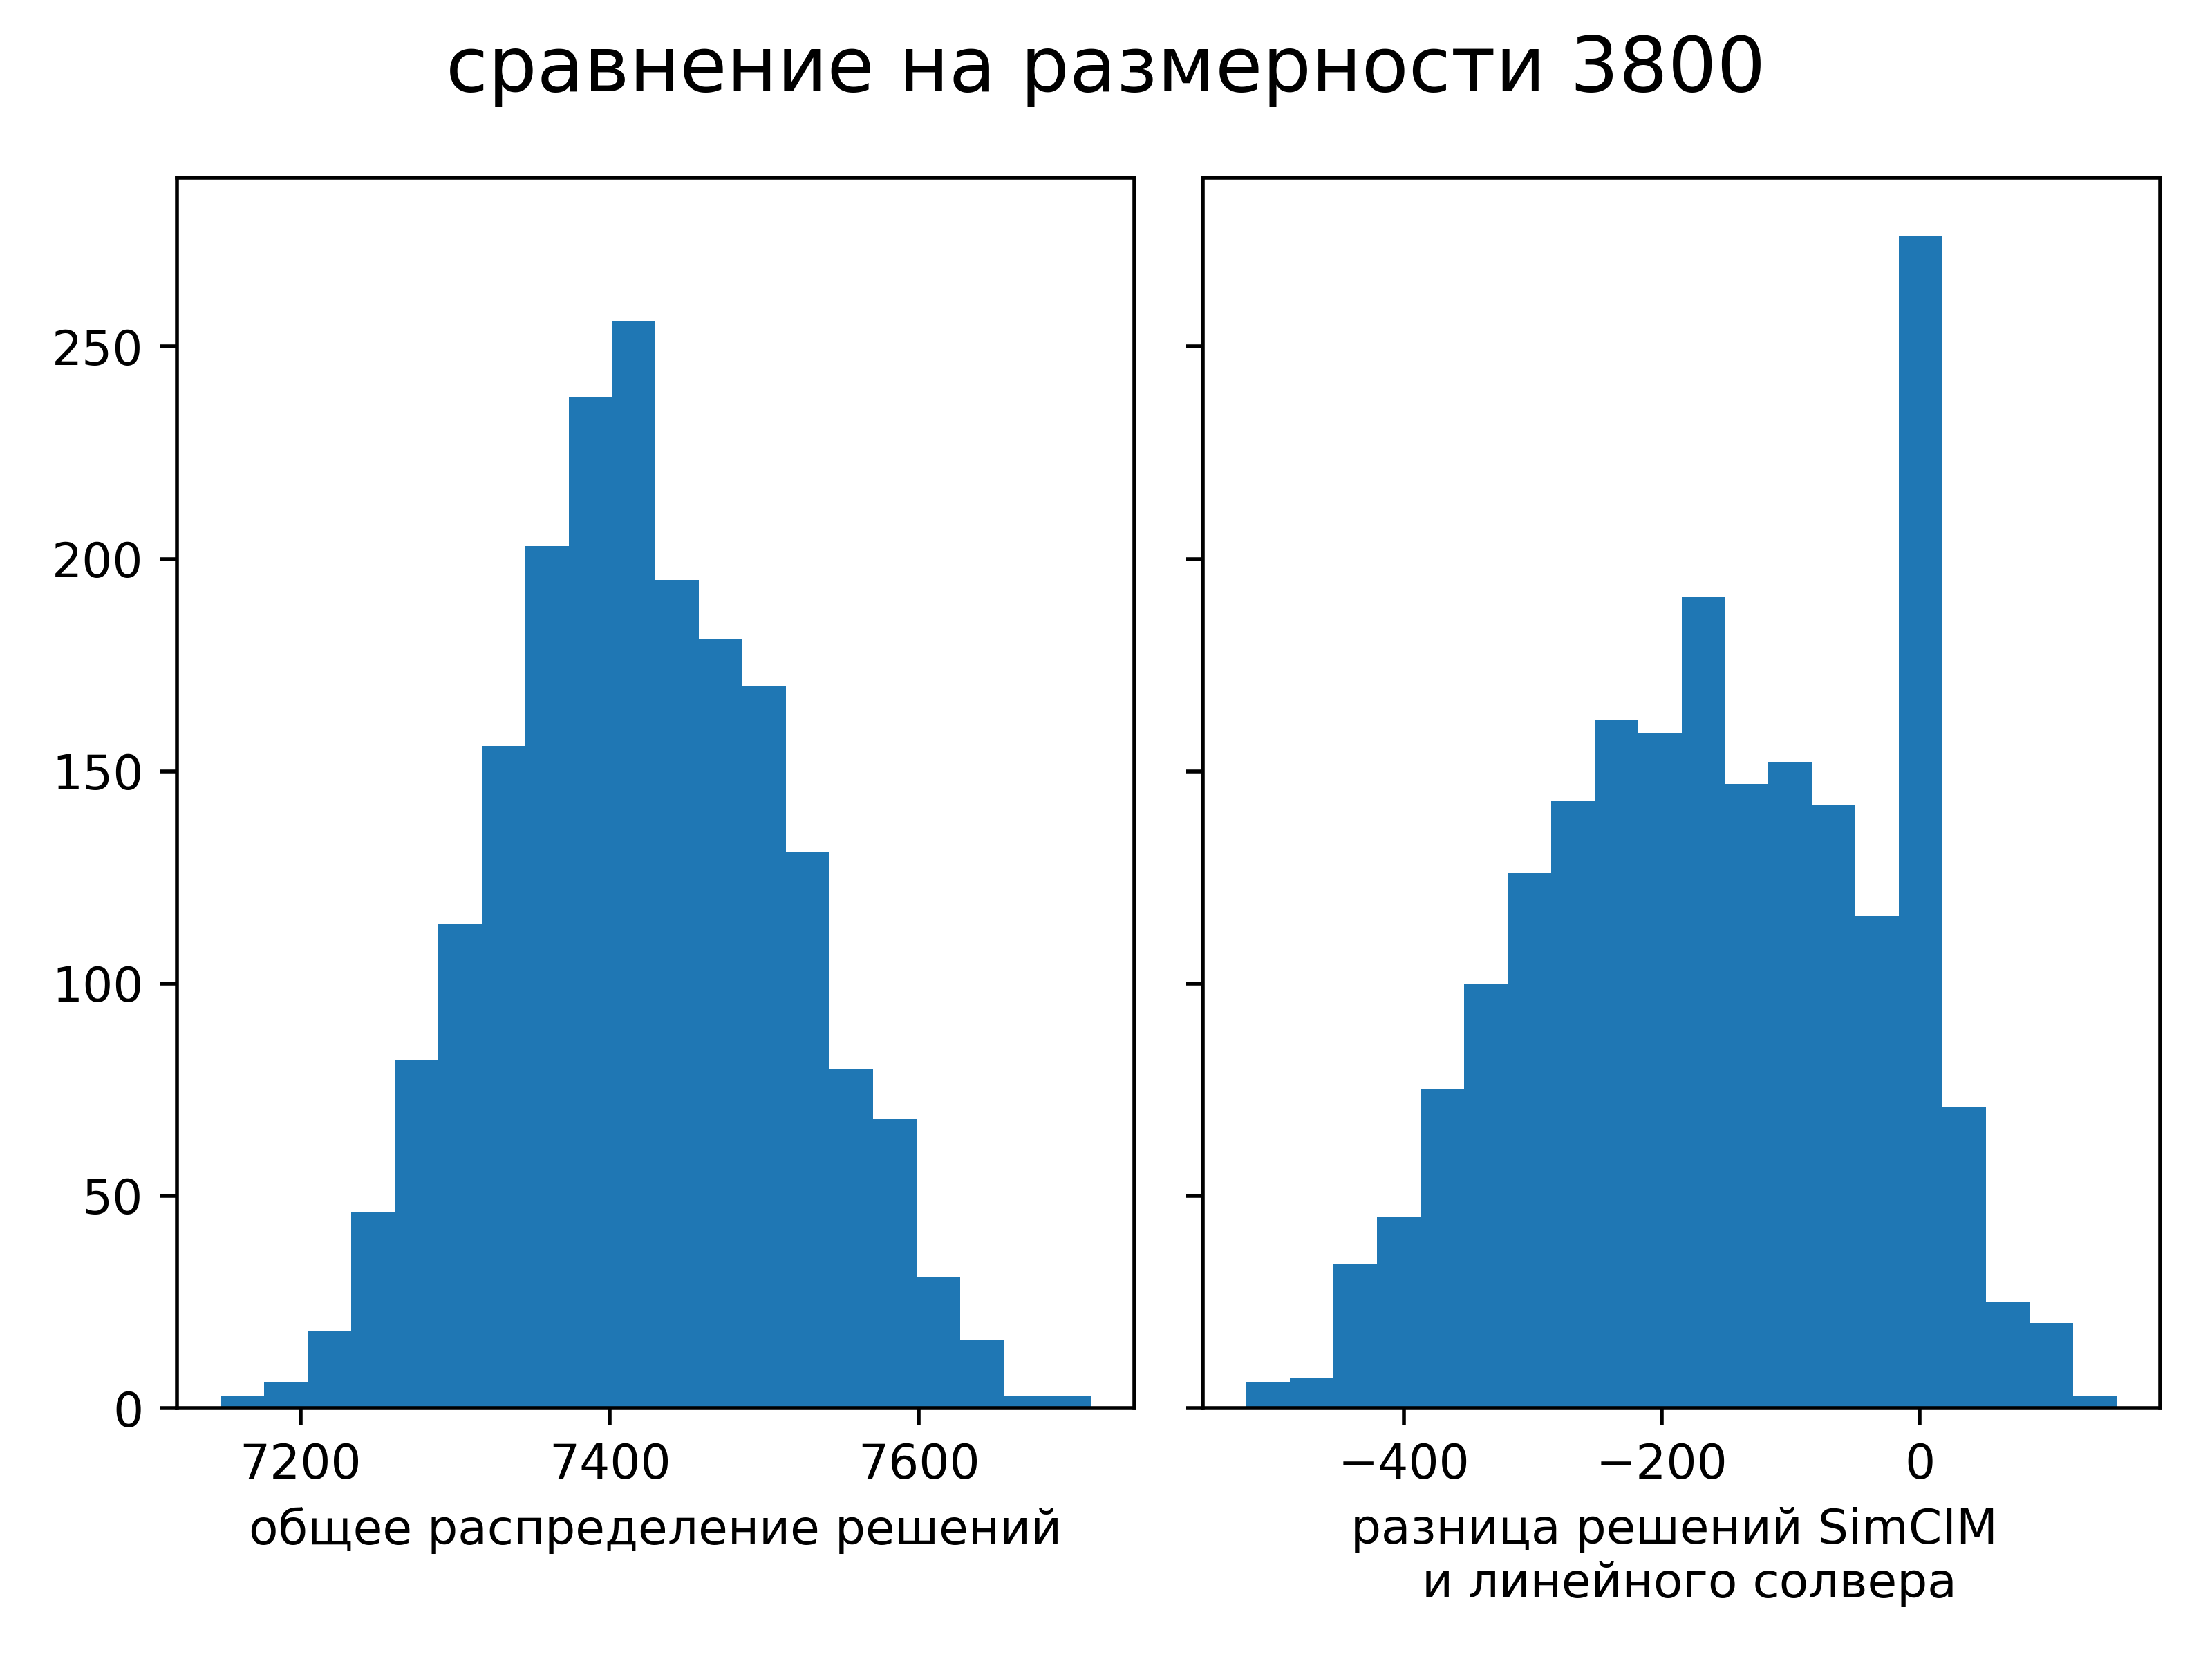 сравнение на размерности 3800
250
200
150
100
50
0
7200 7400 7600
общее распределение решений
−400 −200 0
разница решений SimCIM
и линейного солвера